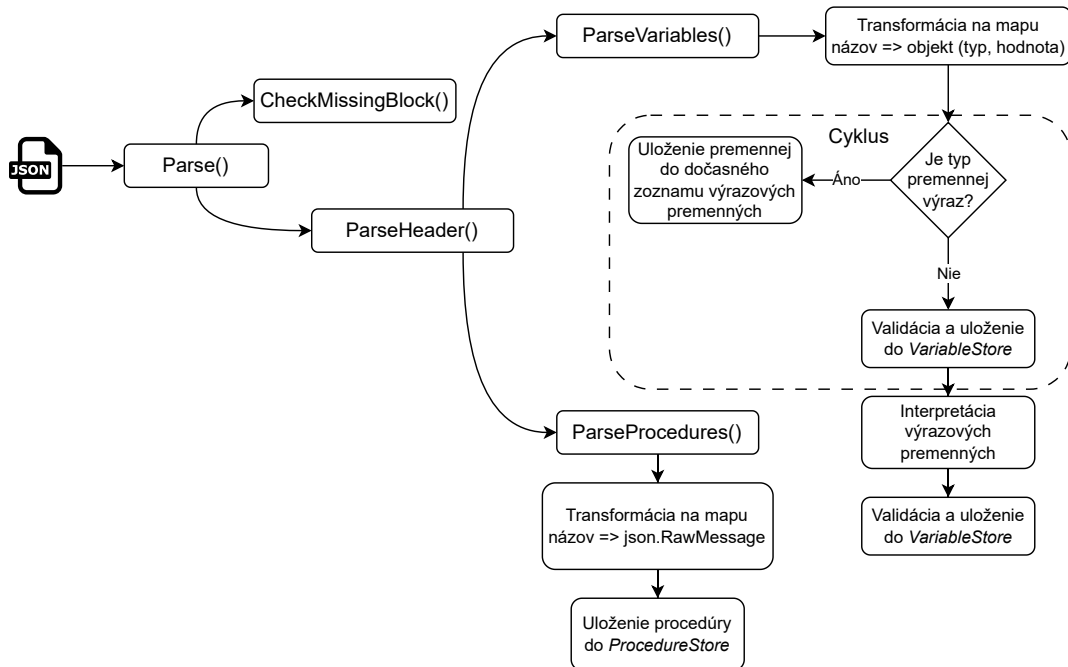 JSON
Parse()
CheckMissingBlock()
ParseHeader()
ParseVariables()
Transformácia na mapu
názov => objekt (typ, hodnota)
Cyklus
Je typ
premennej
výraz?
Áno
Uloženie premennej
do dočasného
zoznamu výrazových
premenných
Nie
Validácia a uloženie
do VariableStore
Interpretácia
výrazových
premenných
Validácia a uloženie
do VariableStore
ParseProcedures()
Transformácia na mapu
názov => json.RawMessage
Uloženie procedúry
do ProcedureStore